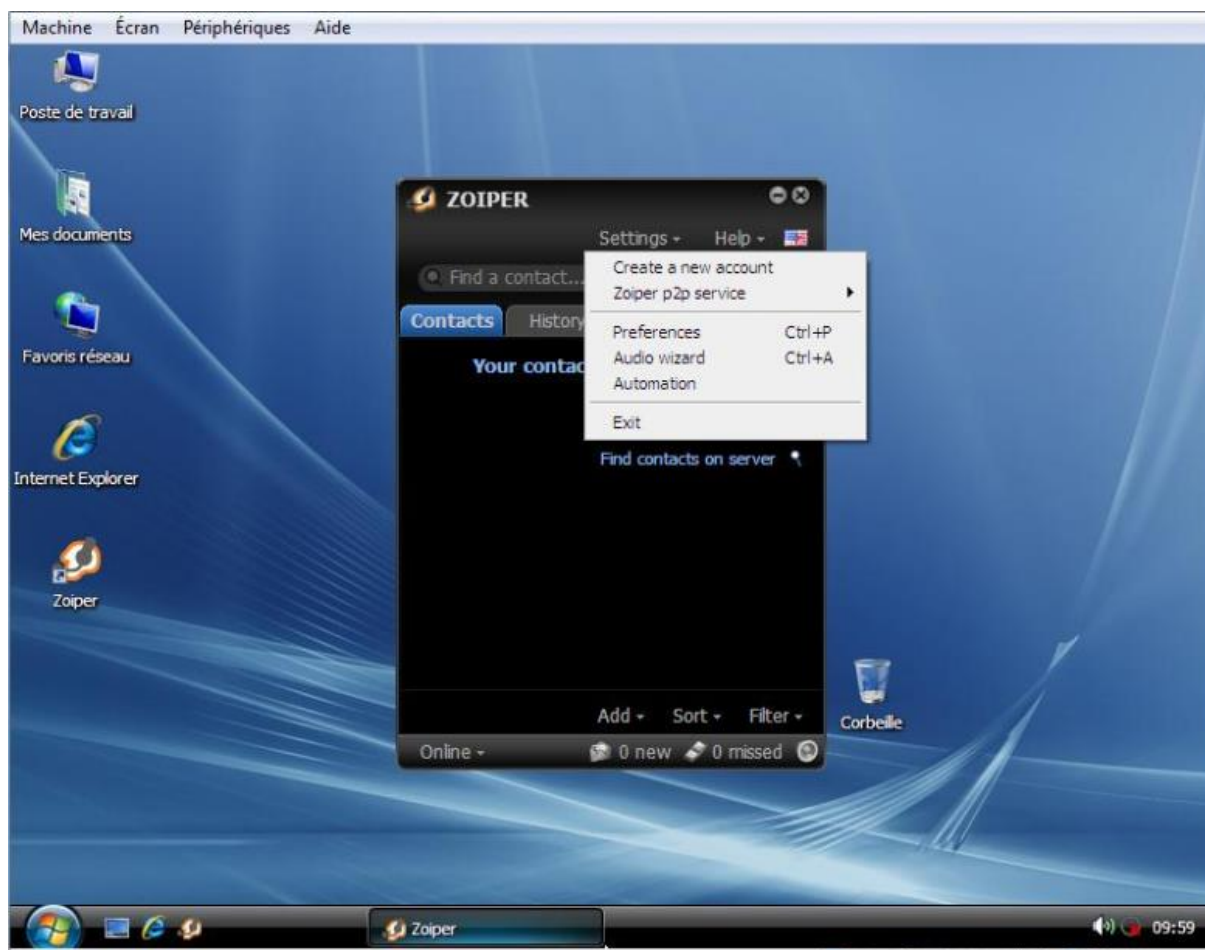 Machine Écran Périphériques Aide
Poste de travail
Mes documents
Favoris réseau
Internet Explorer
Zoiper
ZOIPER
Settings Help
Find a contact...
Contacts History
Your contac
Create a new account
Zoiper p2p service
Preferences Ctrl+P
Audio wizard Ctrl+A
Automation
Exit
Find contacts on server
Add Sort Filter
Online 0 new 0 missed
Corbeille
Zoiper
09:59